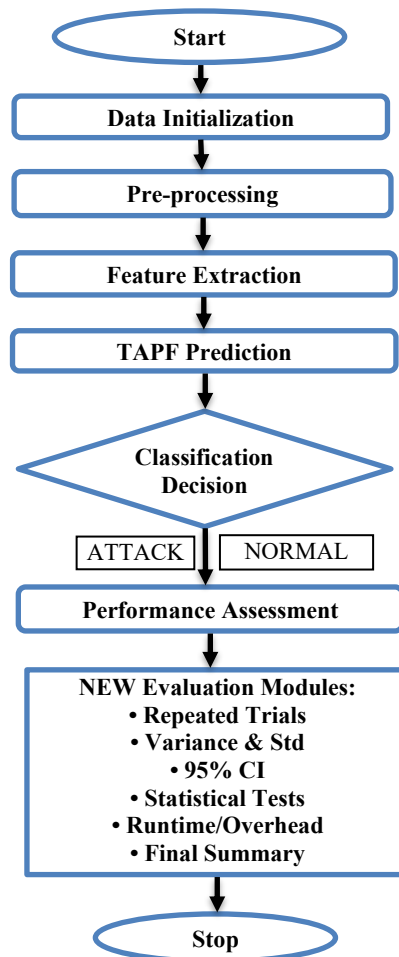 Start
Data Initialization
Pre-processing
Feature Extraction
TAPF Prediction
Classification
Decision
ATTACK
NORMAL
Performance Assessment
NEW Evaluation Modules:
• Repeated Trials
• Variance & Std
• 95% CI
• Statistical Tests
• Runtime/Overhead
• Final Summary
Stop